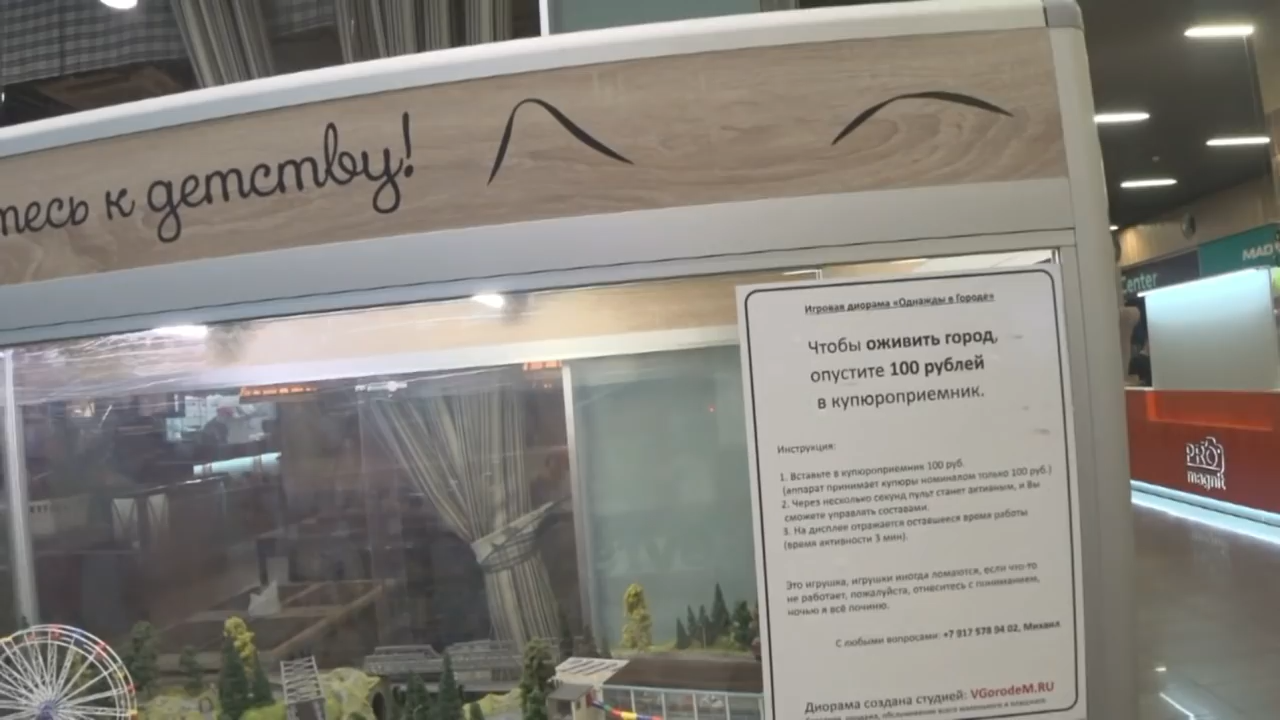 к детству!
Игровая диорама «Однажды в Городе»
Чтобы оживить город,
опустите 100 рублей
в купюроприемник.
Инструкция:
1. Вставьте в купюроприемник 100 руб.
(аппарат принимает купюры номиналом только 100 руб.)
2. Через несколько секунд пульт станет активным, и Вы
сможете управлять составами.
3. На дисплее отражается оставшееся время работы
(время активности 3 мин).
Это игрушка, игрушки иногда ломаются, если что-то
не работает, пожалуйста, отнеситесь с пониманием,
ночью я всё починю.
С любыми вопросами: +7 917 578 94 02, Михаил
Диорама создана студией: VGorodeM.RU
Center
MAD
PRO
magnit